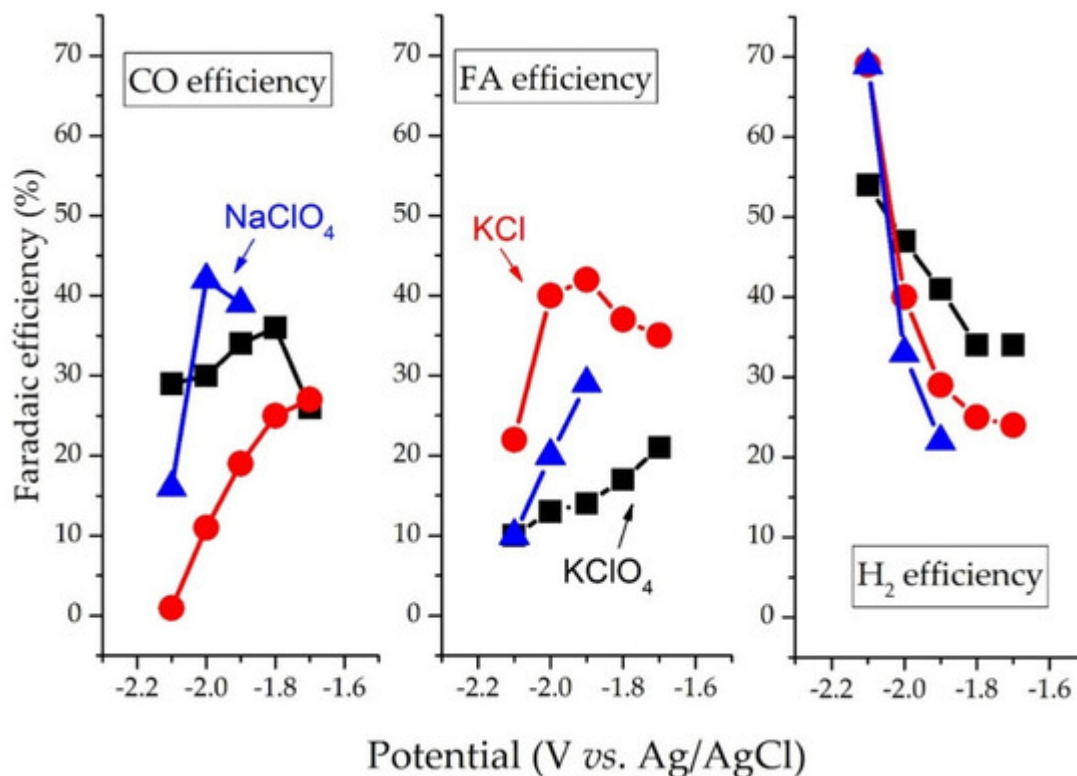 CO efficiency
FA efficiency
H₂ efficiency
NaClO₄
KCl
KClO₄
Faradaic efficiency (%)
70
60
50
40
30
20
10
0
-2.2 -2.0 -1.8 -1.6
70
60
50
40
30
20
10
0
-2.2 -2.0 -1.8 -1.6
70
60
50
40
30
20
10
0
-2.2 -2.0 -1.8 -1.6
Potential (V vs. Ag/AgCl)